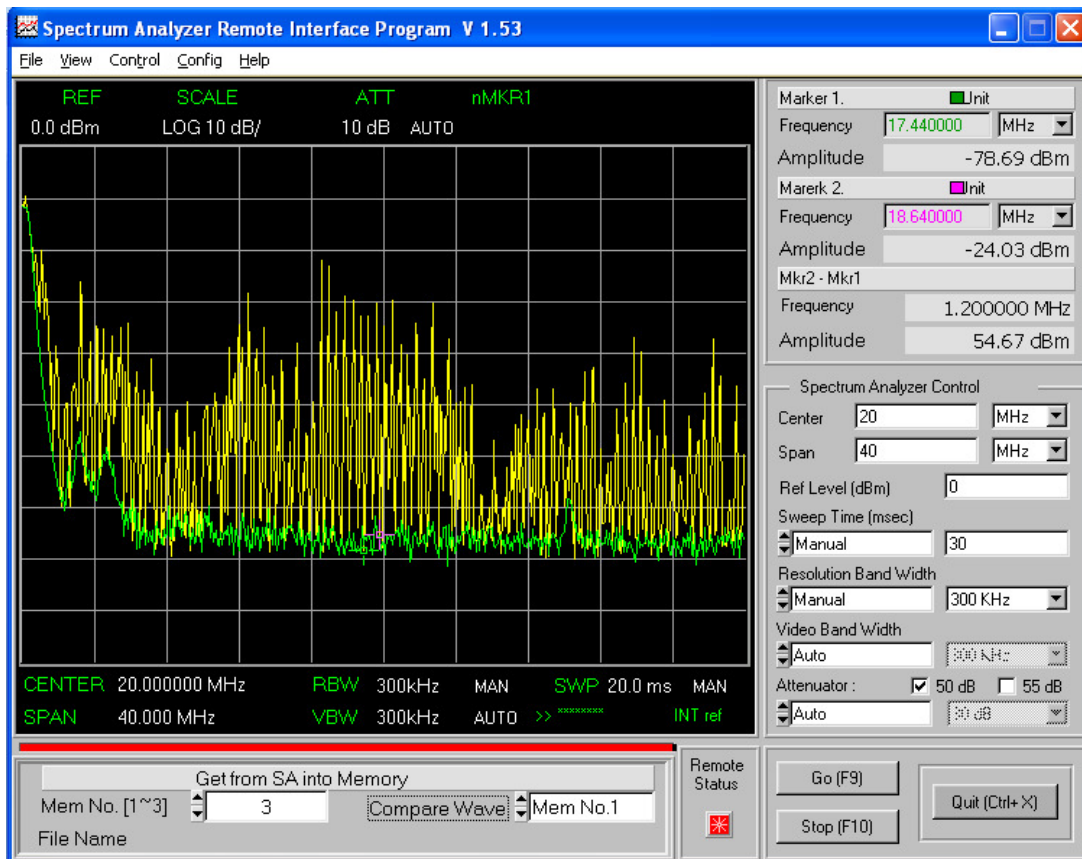 Spectrum Analyzer Remote Interface Program V 1.53
File View Control Config Help
REF SCALE ATT nMKR1
0.0 dBm LOG 10 dB/ 10 dB AUTO
CENTER 20.000000 MHz RBW 300kHz MAN SWP 20.0 ms MAN
SPAN 40.000 MHz VBW 300kHz AUTO >> ******** INT ref
Marker 1. Unit
Frequency 17.440000 MHz
Amplitude -78.69 dBm
Marerk 2. Unit
Frequency 18.640000 MHz
Amplitude -24.03 dBm
Mkr2 - Mkr1
Frequency 1.200000 MHz
Amplitude 54.67 dBm
Spectrum Analyzer Control
Center 20 MHz
Span 40 MHz
Ref Level (dBm) 0
Sweep Time (msec)
Manual 30
Resolution Band Width
Manual 300 KHz
Video Band Width
Auto 300 KHz
Attenuator : 50 dB 55 dB
Auto
Get from SA into Memory
Mem No. [1~3] 3 Compare Wave Mem No.1
File Name
Remote Status
Go (F9)
Stop (F10)
Quit (Ctrl+ X)